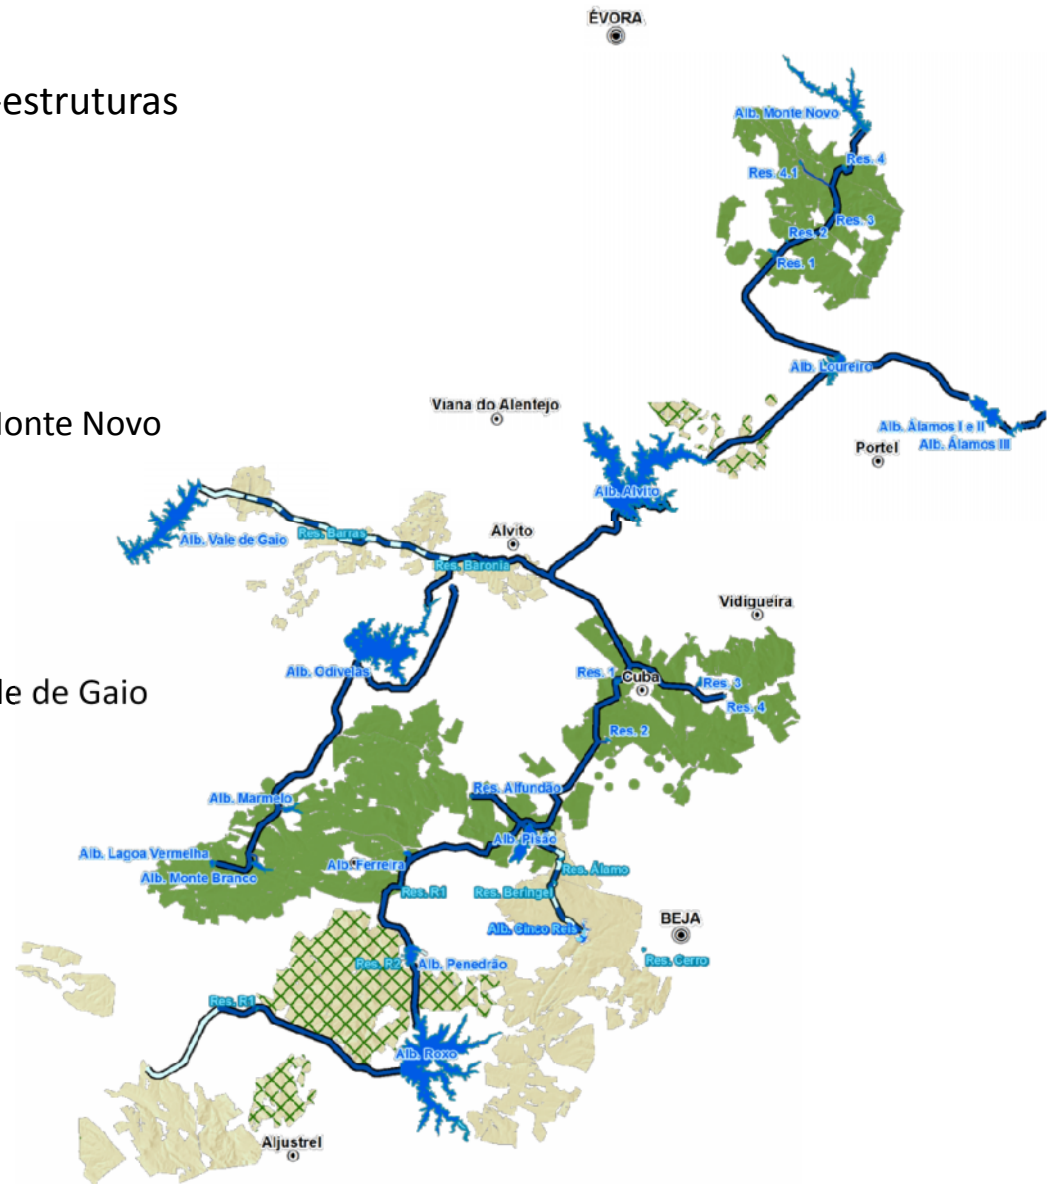 ÉVORA
-estruturas
Alb. Monte Novo
Res. 4
Res. 4.1
Res. 3
Res. 2
Res. 1
Alb. Loureiro
Viana do Alentejo
Monte Novo
Alb. Álamos I e II
Alb. Álamos III
Portel
Alb. Alvito
Alvito
Res. Barras
Alb. Vale de Gaio
Res. Baronia
Vidigueira
Alb. Odivelas
Res. 1
Cuba
Res. 3
le de Gaio
Res. 4
Res. 2
Res. Alfundão
Alb. Marmelo
Alb. Pisão
Alb. Lagoa Vermelha
Alb. Ferreira
Res. Álamo
Alb. Monte Branco
Res. R1
Res. Beringel
BEJA
Alb. Cinco Reis
Res. Cerro
Res. R2
Alb. Penedrão
Res. R1
Alb. Roxo
Aljustrel